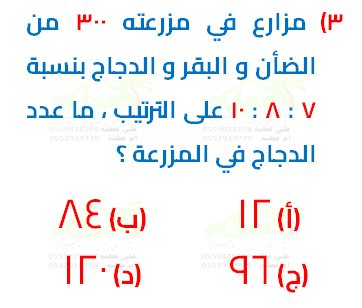 ٣) مزارع في مزرعته ٣٠٠ من
الضأن و البقر و الدجاج بنسبة
٧ : ٨ : ١٠ على الترتيب ، ما عدد
الدجاج في المزرعة ؟
(أ) ١٢ (ب) ٨٤
(ج) ٩٦ (د) ١٢٠